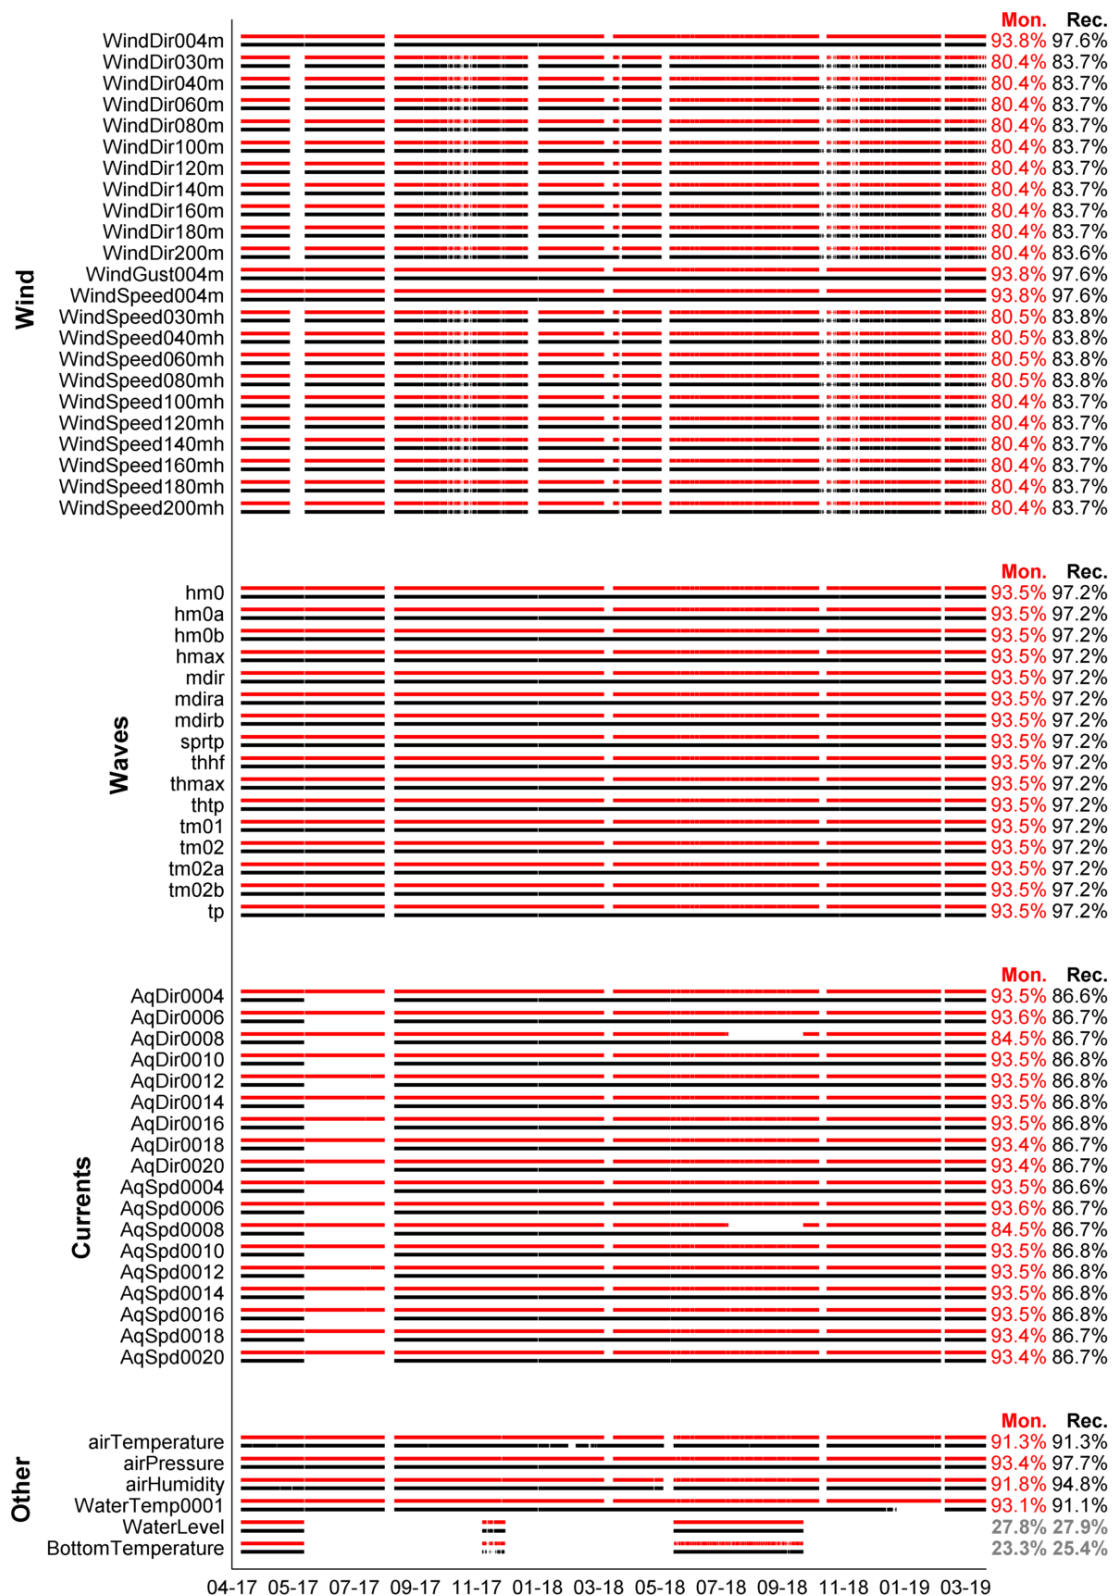 Mon. Rec.
WindDir004m 93.8% 97.6%
WindDir030m 80.4% 83.7%
WindDir040m 80.4% 83.7%
WindDir060m 80.4% 83.7%
WindDir080m 80.4% 83.7%
WindDir100m 80.4% 83.7%
WindDir120m 80.4% 83.7%
WindDir140m 80.4% 83.7%
WindDir160m 80.4% 83.7%
WindDir180m 80.4% 83.7%
WindDir200m 80.4% 83.6%
Wind
WindGust004m 93.8% 97.6%
WindSpeed004m 93.8% 97.6%
WindSpeed030mh 80.5% 83.8%
WindSpeed040mh 80.5% 83.8%
WindSpeed060mh 80.5% 83.8%
WindSpeed080mh 80.5% 83.8%
WindSpeed100mh 80.4% 83.7%
WindSpeed120mh 80.4% 83.7%
WindSpeed140mh 80.4% 83.7%
WindSpeed160mh 80.4% 83.7%
WindSpeed180mh 80.4% 83.7%
WindSpeed200mh 80.4% 83.7%
Mon. Rec.
hm0 93.5% 97.2%
hm0a 93.5% 97.2%
hm0b 93.5% 97.2%
hmax 93.5% 97.2%
mdir 93.5% 97.2%
mdira 93.5% 97.2%
mdirb 93.5% 97.2%
sprtp 93.5% 97.2%
Waves
thhf 93.5% 97.2%
thmax 93.5% 97.2%
thtp 93.5% 97.2%
tm01 93.5% 97.2%
tm02 93.5% 97.2%
tm02a 93.5% 97.2%
tm02b 93.5% 97.2%
tp 93.5% 97.2%
Mon. Rec.
AqDir0004 93.5% 86.6%
AqDir0006 93.6% 86.7%
AqDir0008 84.5% 86.7%
AqDir0010 93.5% 86.8%
AqDir0012 93.5% 86.8%
AqDir0014 93.5% 86.8%
AqDir0016 93.5% 86.8%
AqDir0018 93.4% 86.7%
AqDir0020 93.4% 86.7%
AqSpd0004 93.5% 86.6%
Currents
AqSpd0006 93.6% 86.7%
AqSpd0008 84.5% 86.7%
AqSpd0010 93.5% 86.8%
AqSpd0012 93.5% 86.8%
AqSpd0014 93.5% 86.8%
AqSpd0016 93.5% 86.8%
AqSpd0018 93.4% 86.7%
AqSpd0020 93.4% 86.7%
Mon. Rec.
airTemperature 91.3% 91.3%
airPressure 93.4% 97.7%
Other
airHumidity 91.8% 94.8%
WaterTemp0001 93.1% 91.1%
WaterLevel 27.8% 27.9%
BottomTemperature 23.3% 25.4%
04-17 05-17 07-17 09-17 11-17 01-18 03-18 05-18 07-18 09-18 11-18 01-19 03-19